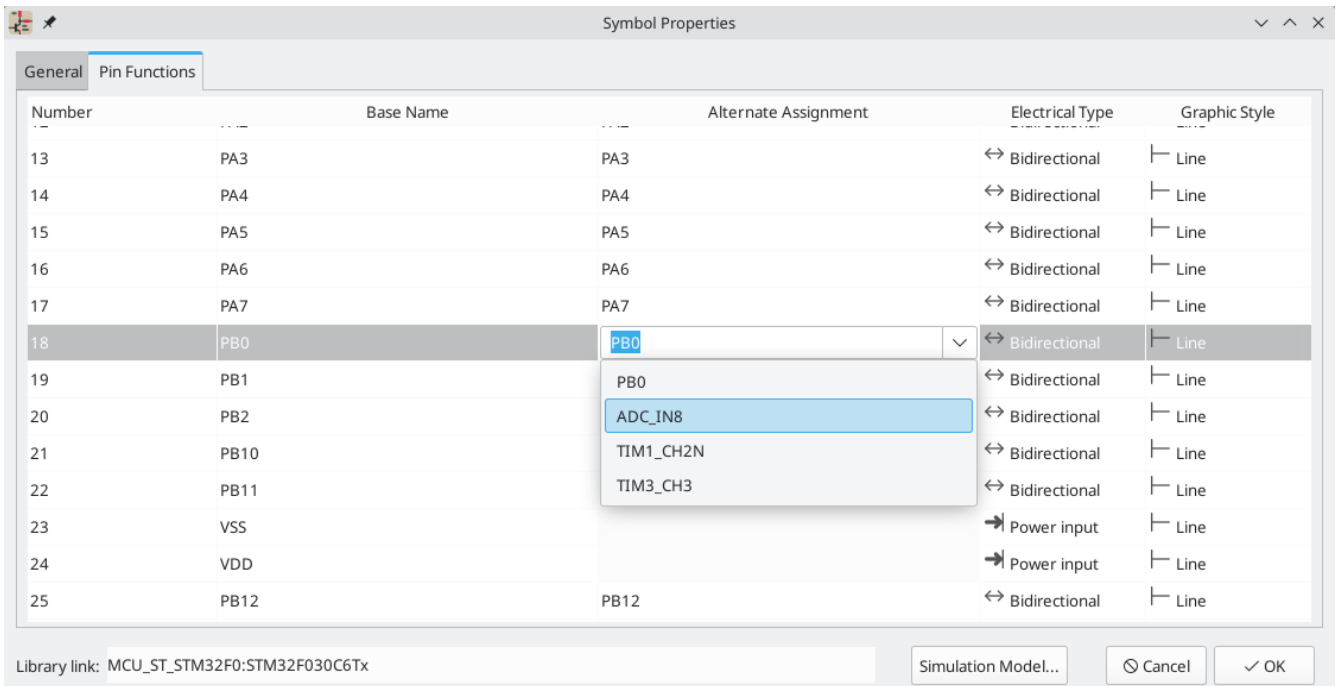 Symbol Properties
General Pin Functions
Number Base Name Alternate Assignment Electrical Type Graphic Style
13 PA3 PA3 Bidirectional Line
14 PA4 PA4 Bidirectional Line
15 PA5 PA5 Bidirectional Line
16 PA6 PA6 Bidirectional Line
17 PA7 PA7 Bidirectional Line
18 PB0 PB0 Bidirectional Line
19 PB1 PB0 Bidirectional Line
20 PB2 ADC_IN8 Bidirectional Line
21 PB10 TIM1_CH2N Bidirectional Line
22 PB11 TIM3_CH3 Bidirectional Line
23 VSS Power input Line
24 VDD Power input Line
25 PB12 PB12 Bidirectional Line
Library link: MCU_ST_STM32F0:STM32F030C6Tx Simulation Model... Cancel OK